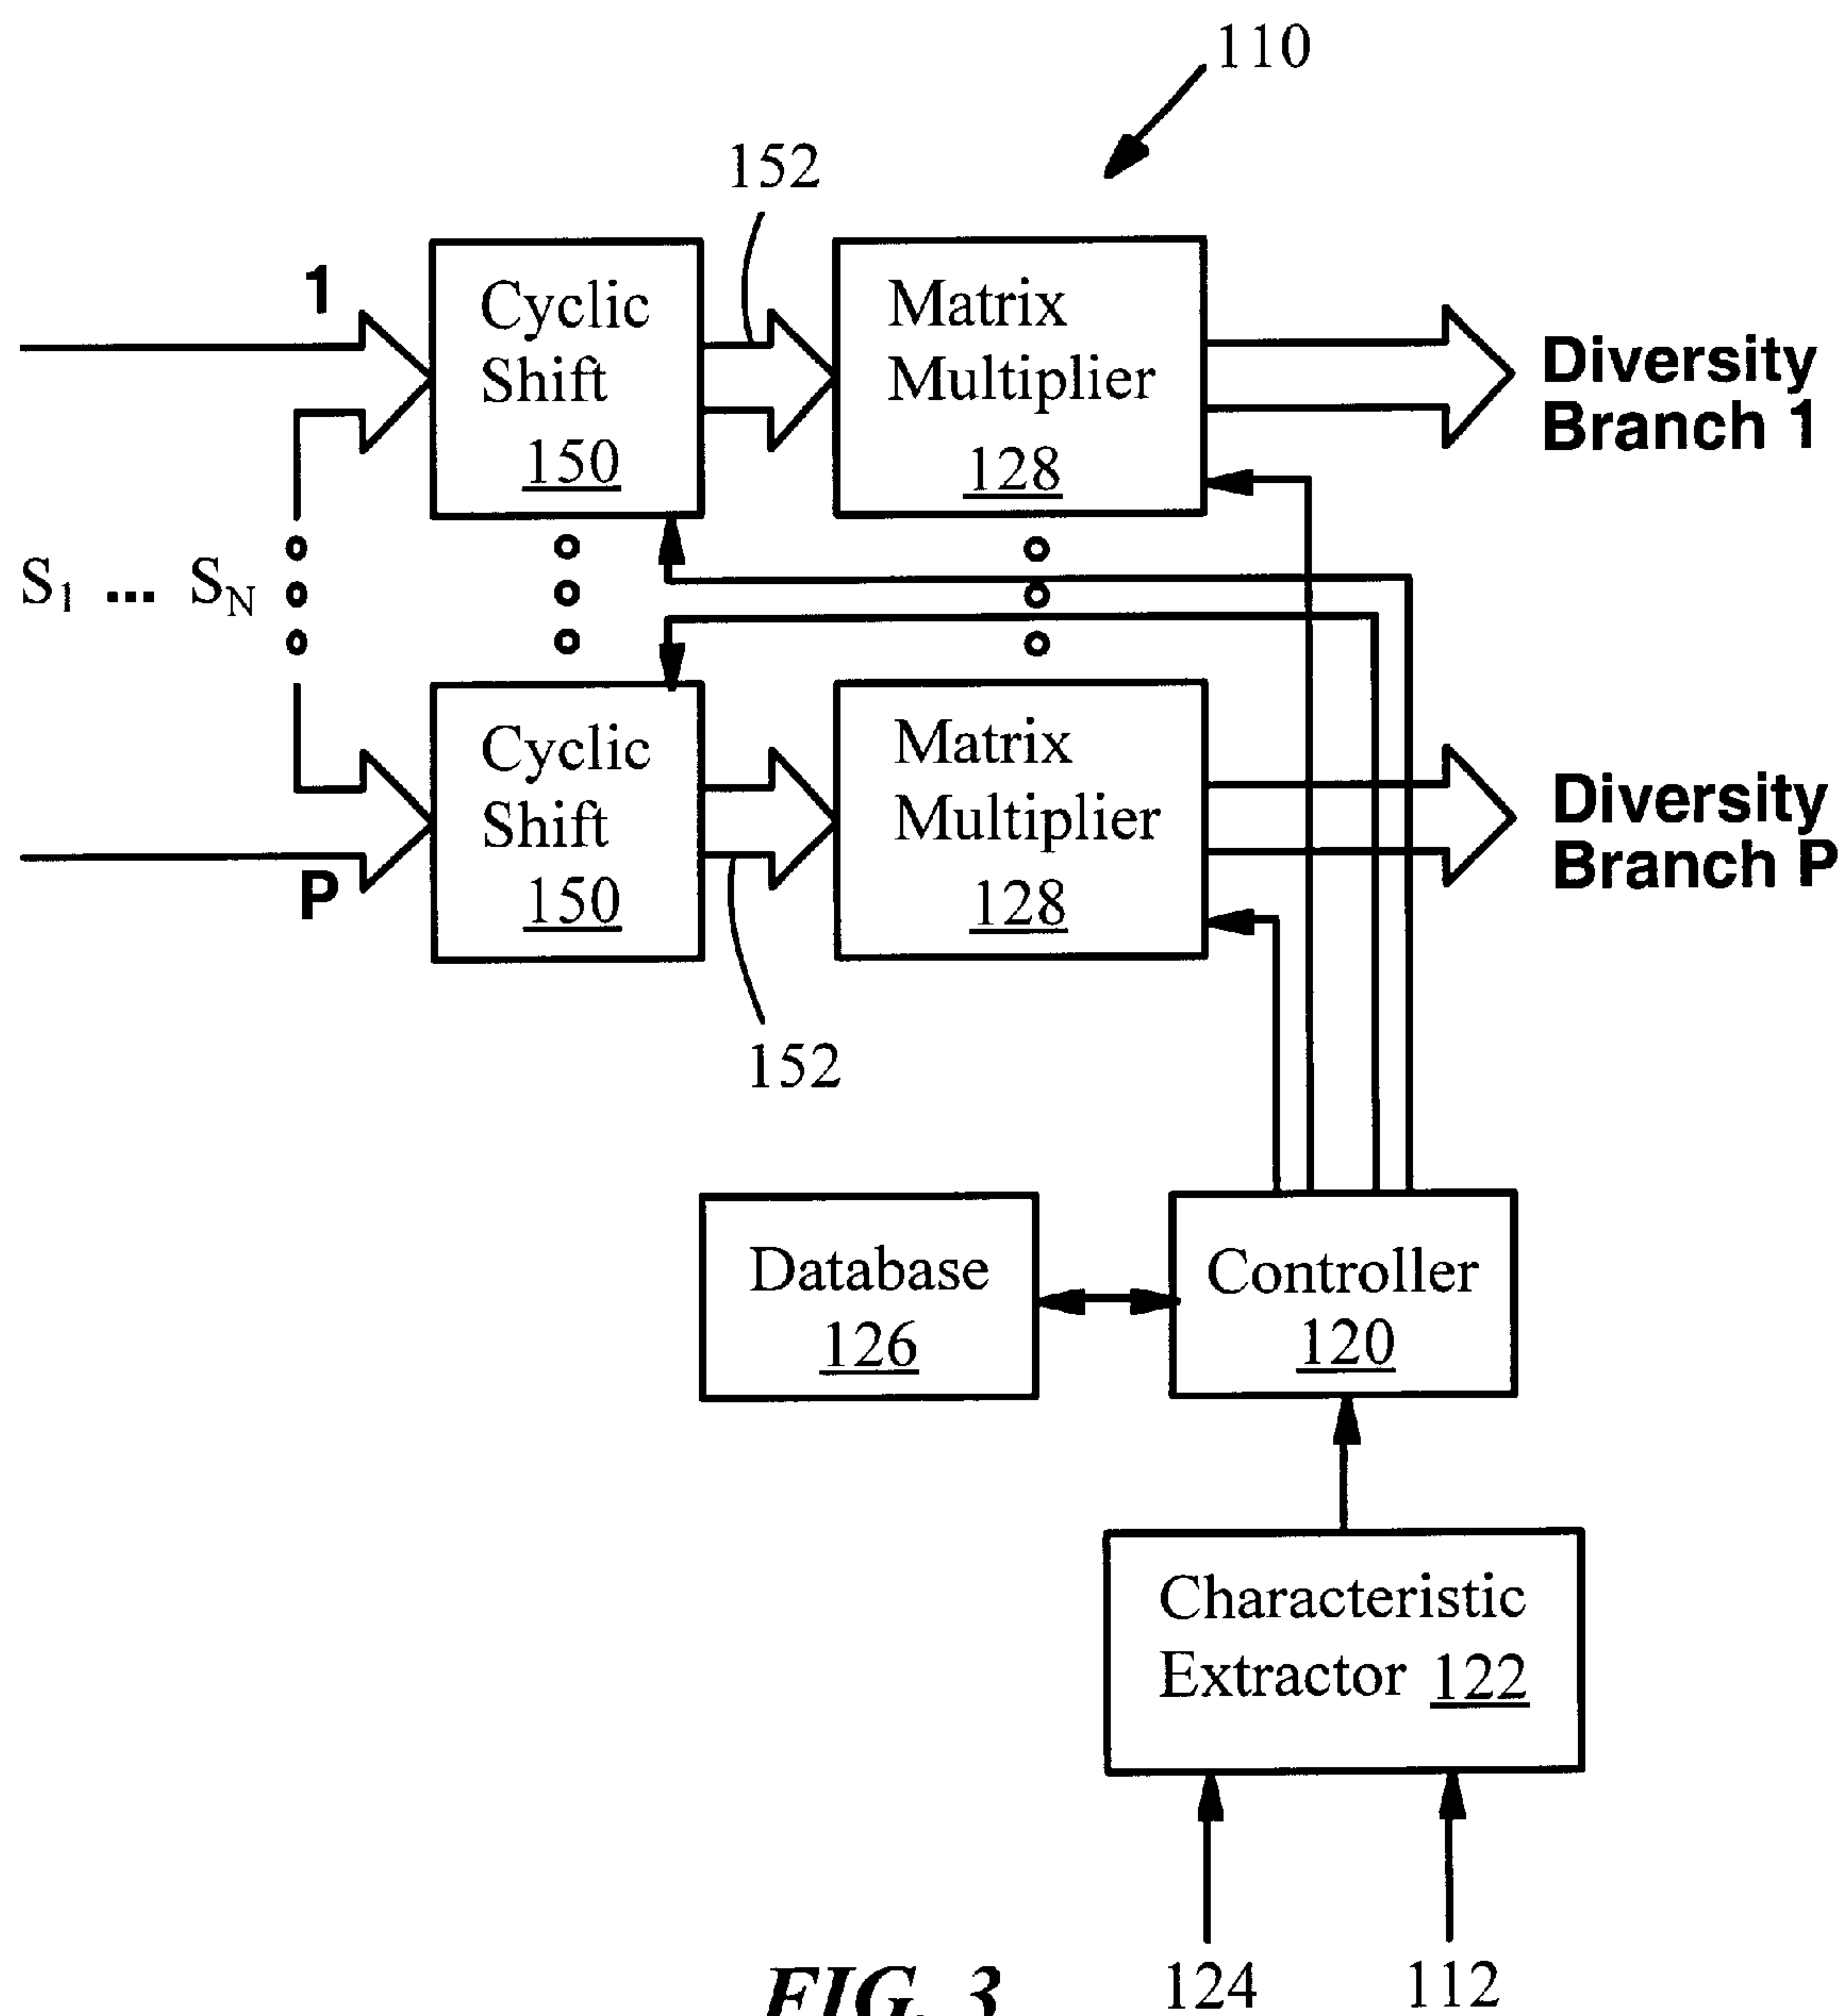 110
152
1
Cyclic
Shift
150
Matrix
Multiplier
128
Diversity
Branch 1
S1 ... SN
Cyclic
Shift
150
Matrix
Multiplier
128
Diversity
Branch P
P
152
Database
126
Controller
120
Characteristic
Extractor 122
124
112
FIG. 3